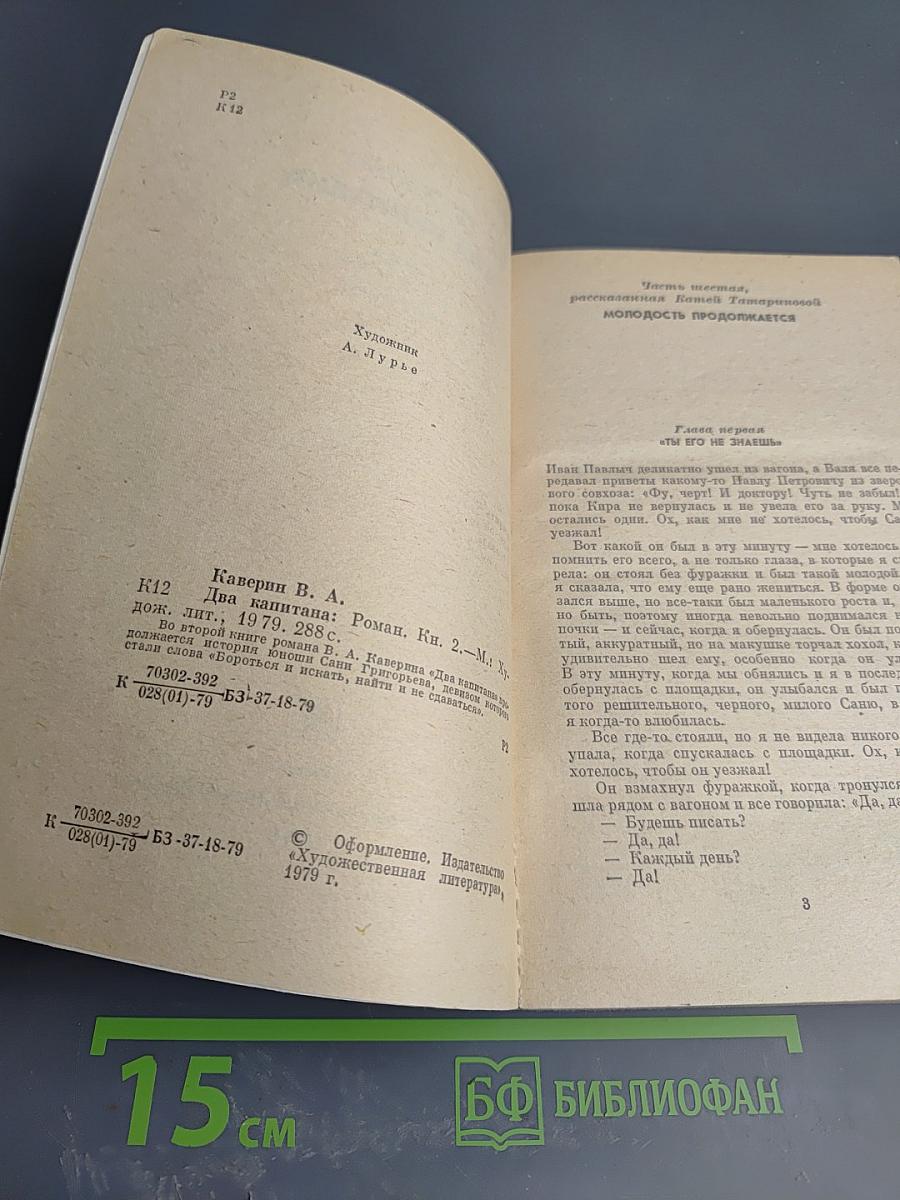 Р2
К 12
Художник
А. Лурье
Каверин В. А.
К12 Два капитана: Роман. Кн. 2.—М.: Ху-
дож. лит., 1979. 288 с.
Во второй книге романа В. А. Каверина «Два капитана» про-
должается история юноши Сани Григорьева, девизом которого
стали слова «Бороться и искать, найти и не сдаваться».
К 70302-392
028(01)-79 БЗ-37-18-79
Р2
К 70302-392
028(01)-79 БЗ-37-18-79
© Оформление. Издательство
«Художественная литература»,
1979 г.
Часть шестая,
рассказанная Катей Татариновой
МОЛОДОСТЬ ПРОДОЛЖАЕТСЯ
Глава первая
«ТЫ ЕГО НЕ ЗНАЕШЬ»
Иван Павлыч деликатно ушел из вагона, а Валя все пе-
редавал приветы какому-то Павлу Петровичу из зверо
вого совхоза: «Фу, черт! И доктору! Чуть не забыл!
пока Кира не вернулась и не увела его за руку. М
остались одни. Ох, как мне не хотелось, чтобы Са
уезжал!
Вот какой он был в эту минуту — мне хотелось
помнить его всего, а не только глаза, в которые я с
рела: он стоял без фуражки и был такой молодой,
я сказала, что ему еще рано жениться. В форме о
зался выше, но все-таки был маленького роста и,
но быть, поэтому иногда невольно поднимался н
почки — и сейчас, когда я обернулась. Он был по
тый, аккуратный, но на макушке торчал хохол, к
удивительно шел ему, особенно когда он ул
В эту минуту, когда мы обнялись и я в послед
обернулась с площадки, он улыбался и был п
того решительного, черного, милого Саню, в
я когда-то влюбилась.
Все где-то стояли, но я не видела никого
упала, когда спускалась с площадки. Ох, к
хотелось, чтобы он уезжал!
Он взмахнул фуражкой, когда тронулся
шла рядом с вагоном и все говорила: «Да, да
— Будешь писать?
— Да, да!
— Каждый день?
— Да!
3
15 см
БФ БИБЛИОФАН